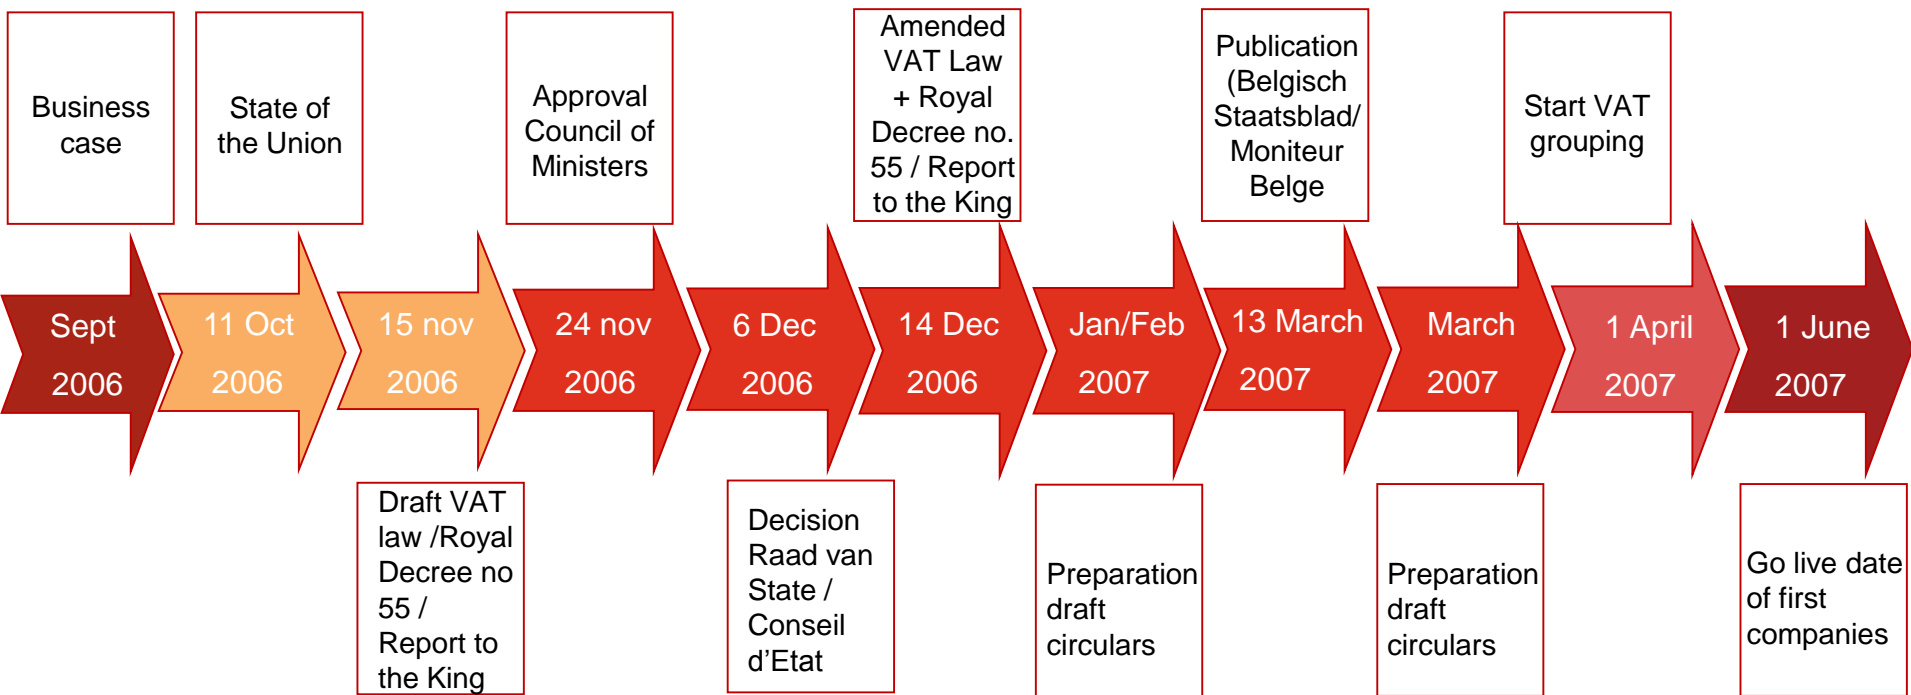 Business
case
State of
the Union
Approval
Council of
Ministers
Amended
VAT Law
+ Royal
Decree no.
55 / Report
to the King
Publication
(Belgisch
Staatsblad/
Moniteur
Belge
Start VAT
grouping
Sept
2006
11 Oct
2006
15 nov
2006
24 nov
2006
6 Dec
2006
14 Dec
2006
Jan/Feb
2007
13 March
2007
March
2007
1 April
2007
1 June
2007
Draft VAT
law /Royal
Decree no
55 /
Report to
the King
Decision
Raad van
State /
Conseil
d’Etat
Preparation
draft
circulars
Preparation
draft
circulars
Go live date
of first
companies